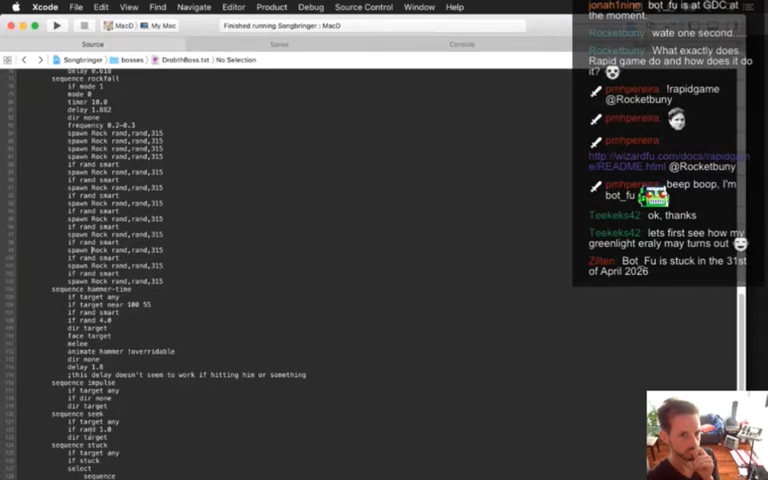 Xcode File Edit View Find Navigate Editor Product Debug Source Control Window Help
MacD My Mac Finished running Songbringer : MacD
Source Console
Songbringer bosses DrobthBoss.txt No Selection
delay 0.618
sequence rockfall
if mode 1
mode 0
timer 10.0
delay 1.882
dir none
frequency 0.2-0.3
spawn Rock rand,rand,315
spawn Rock rand,rand,315
spawn Rock rand,rand,315
spawn Rock rand,rand,315
if rand smart
spawn Rock rand,rand,315
if rand smart
spawn Rock rand,rand,315
if rand smart
spawn Rock rand,rand,315
if rand smart
spawn Rock rand,rand,315
if rand smart
spawn Rock rand,rand,315
if rand smart
spawn Rock rand,rand,315
if rand smart
spawn Rock rand,rand,315
if rand smart
spawn Rock rand,rand,315
sequence hammer-time
if target any
if target near 100 55
if rand smart
if rand 4.0
dir target
face target
melee
animate hammer !overridable
dir none
delay 1.8
;this delay doesn't seem to work if hitting him or something
sequence impulse
if target any
if dir none
dir target
sequence seek
if target any
if rand 1.0
dir target
sequence stuck
if target any
if stuck
select
sequence
jonah1nine: bot_fu is at GDC at
the moment.
Rocketbuny: wate one second....
Rocketbuny: What exactly does
Rapid game do and how does it do
it?
pmhpereira: !rapidgame
@Rocketbuny
pmhpereira:
pmhpereira:
http://wizardfu.com/docs/rapidgam
e/README.html @Rocketbuny
pmhpereira: beep boop, I'm
bot_fu
Teekeks42: ok, thanks
Teekeks42: lets first see how my
greenlight eraly may turns out
Zilten: Bot_Fu is stuck in the 31st
of April 2026